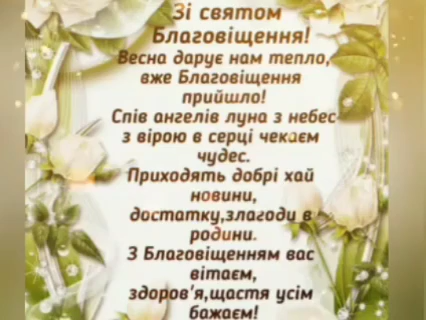 Зі святом
Благовіщення!
Весна дарує нам тепло,
вже Благовіщення
прийшло!
Спів ангелів луна з небес
з вірою в серці чекаєм
чудес.
Приходять добрі хай
новини,
достатку,злагоди в
родини.
З Благовіщенням вас
вітаєм,
здоров'я,щастя усім
бажаєм!